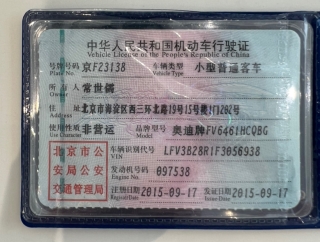 中华人民共和国机动车行驶证
Vehicle License of the People's Republic of China
号牌号码 京FZ3138 车辆类型 小型普通客车
Plate No. Vehicle Type
所有人 常世儒
Owner
住址 北京市海淀区西三环北路19号15号楼1门202号
Address
使用性质 非营运 品牌型号 奥迪牌FV6461HCQBG
Use Character Model
北京市公 车辆识别代号 LFV3B28R1F3056938
VIN
安局公安 发动机号码 097538
Engine No.
交通管理局 注册日期 2015-09-17 发证日期 2015-09-17
Register Date Issue Date